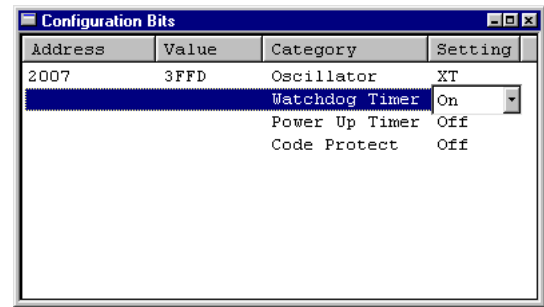 Configuration Bits
Address Value Category Setting
2007 3FFD Oscillator XT
Watchdog Timer On
Power Up Timer Off
Code Protect Off